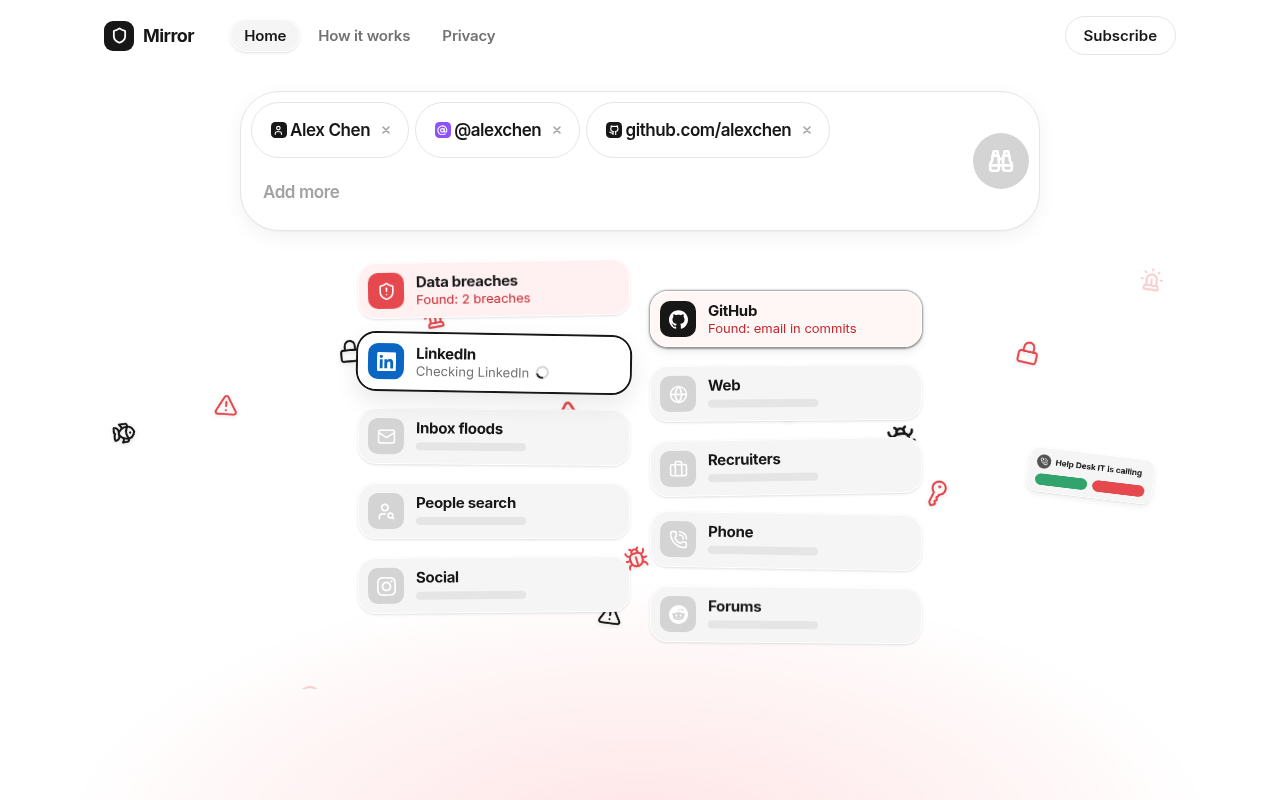 Mirror
Home
How it works
Privacy
Subscribe
Alex Chen
@alexchen
github.com/alexchen
Add more
Data breaches
Found: 2 breaches
GitHub
Found: email in commits
LinkedIn
Checking LinkedIn
Web
Inbox floods
Recruiters
Help Desk IT is calling
People search
Phone
Social
Forums